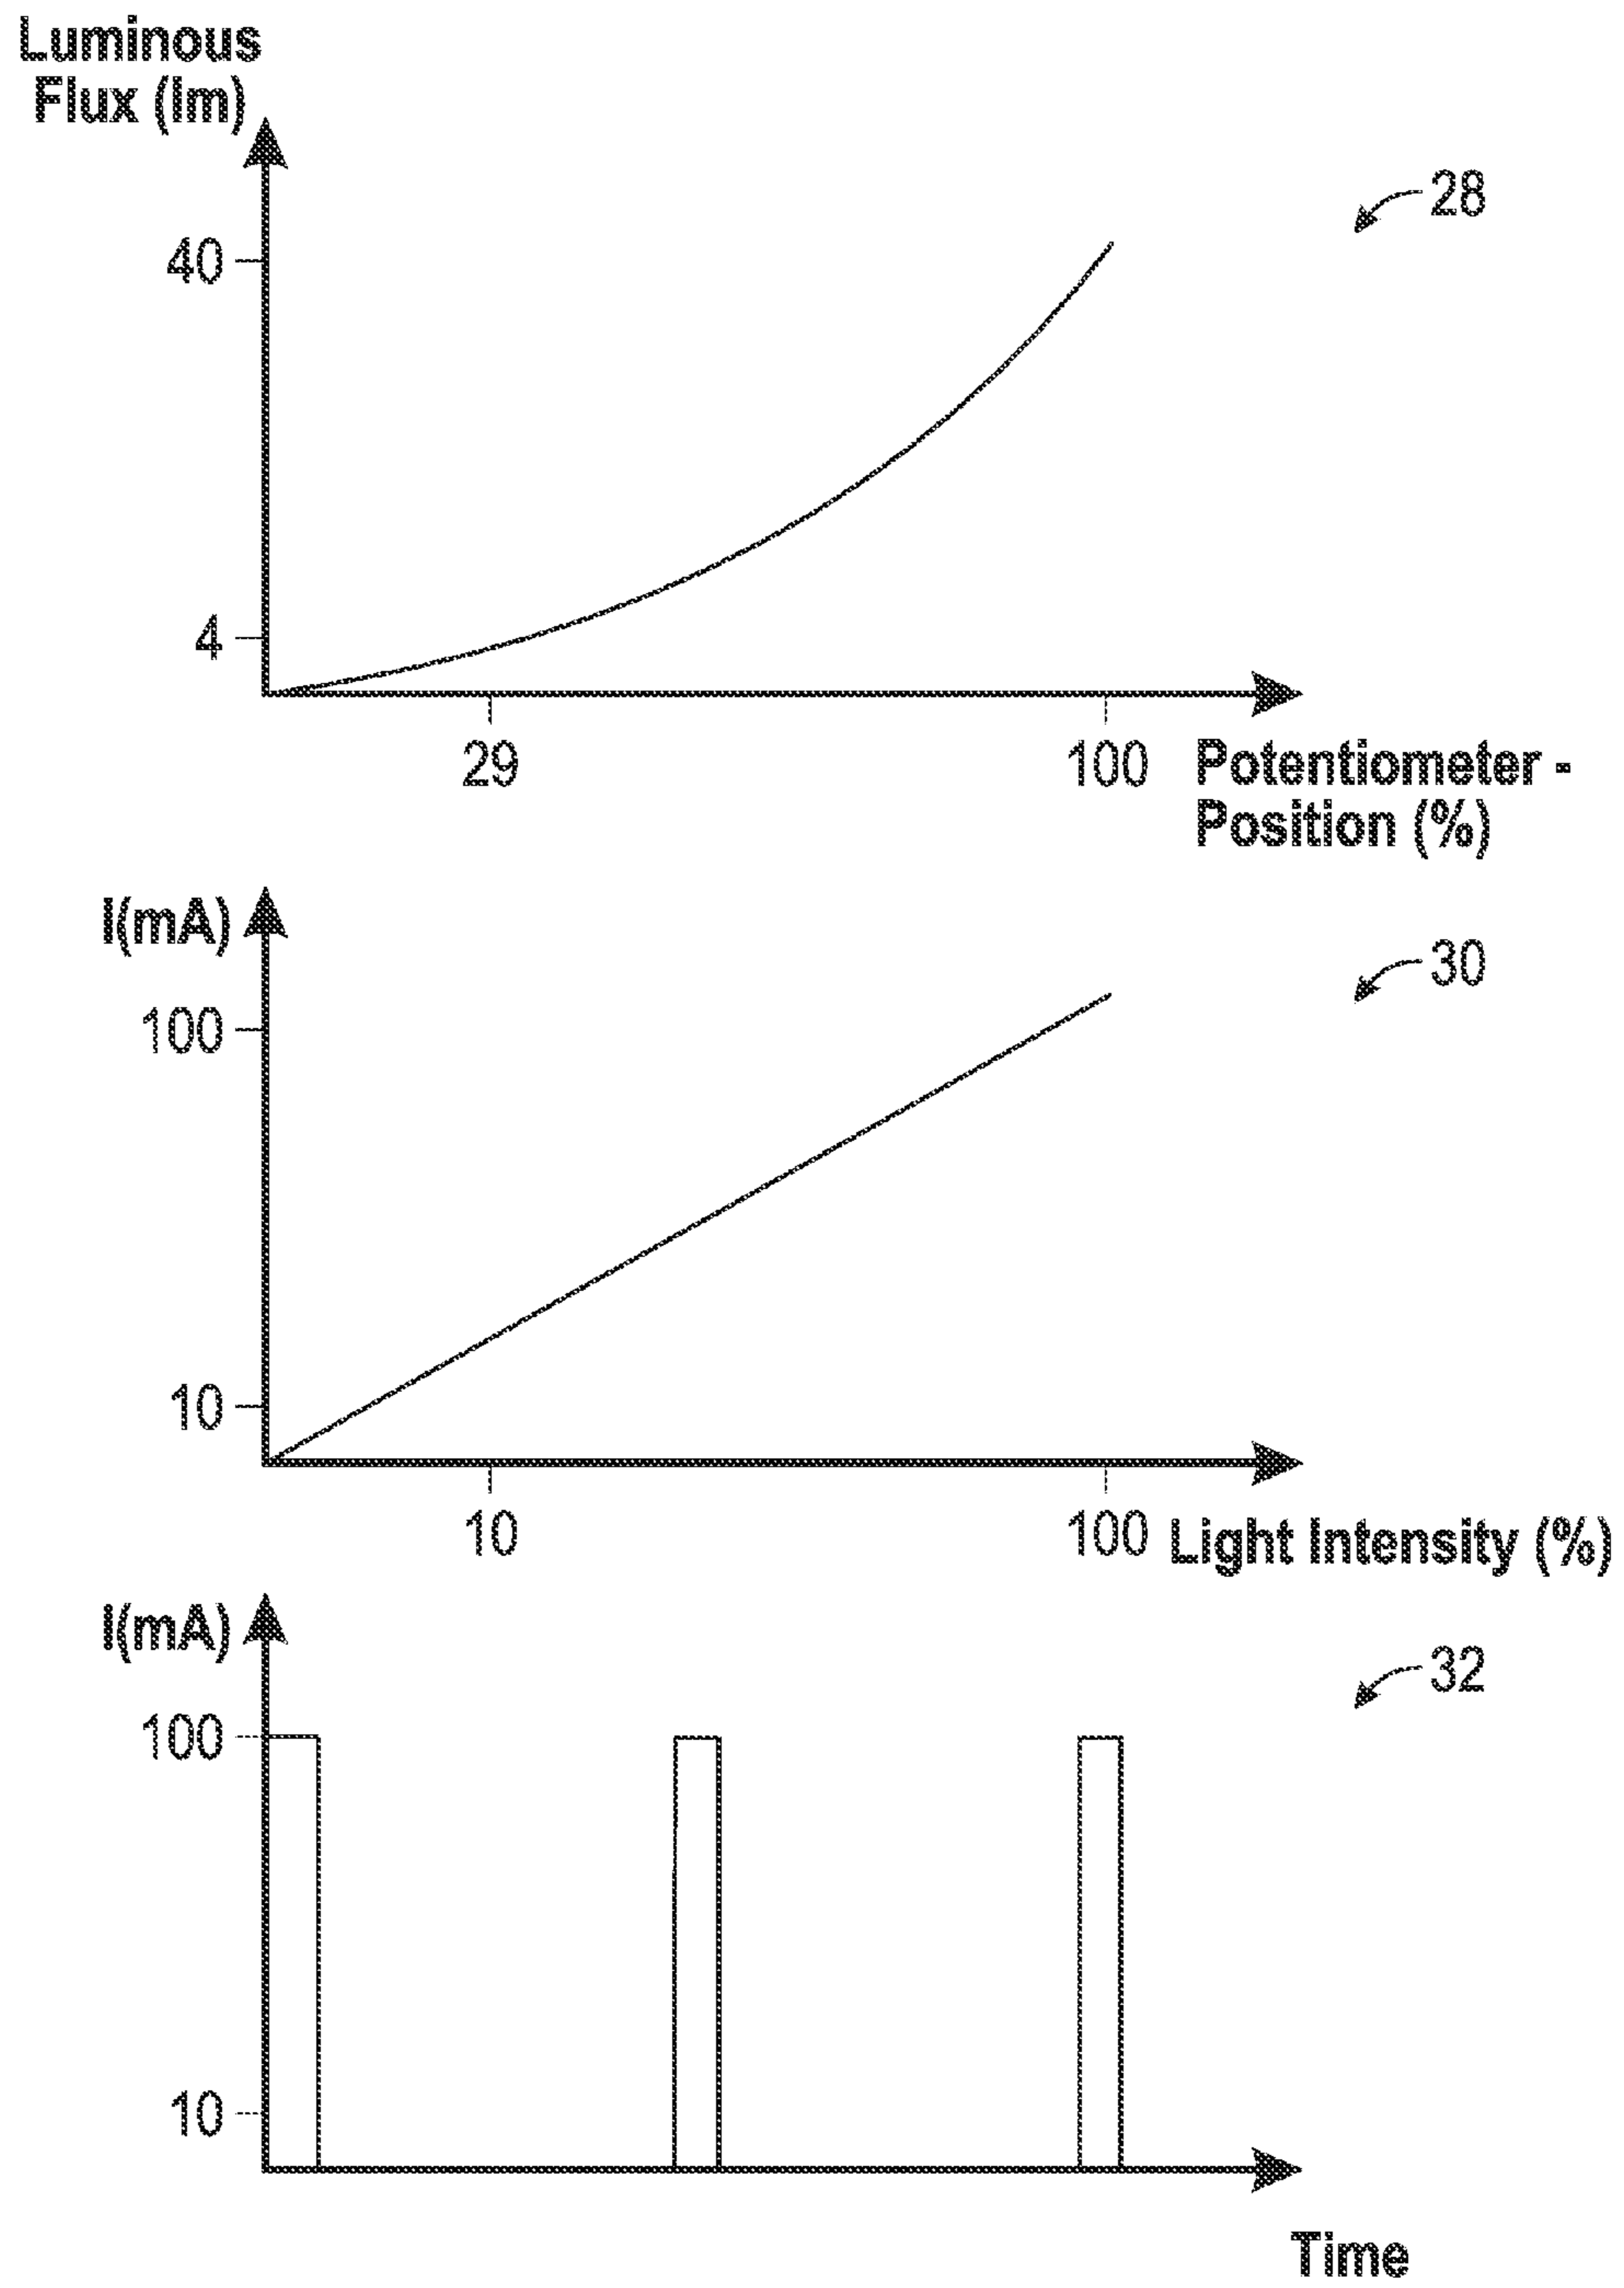 Luminous
Flux (lm)
28
40
4
29
100
Potentiometer -
Position (%)
I(mA)
30
100
10
10
100
Light Intensity (%)
I(mA)
32
100
10
Time